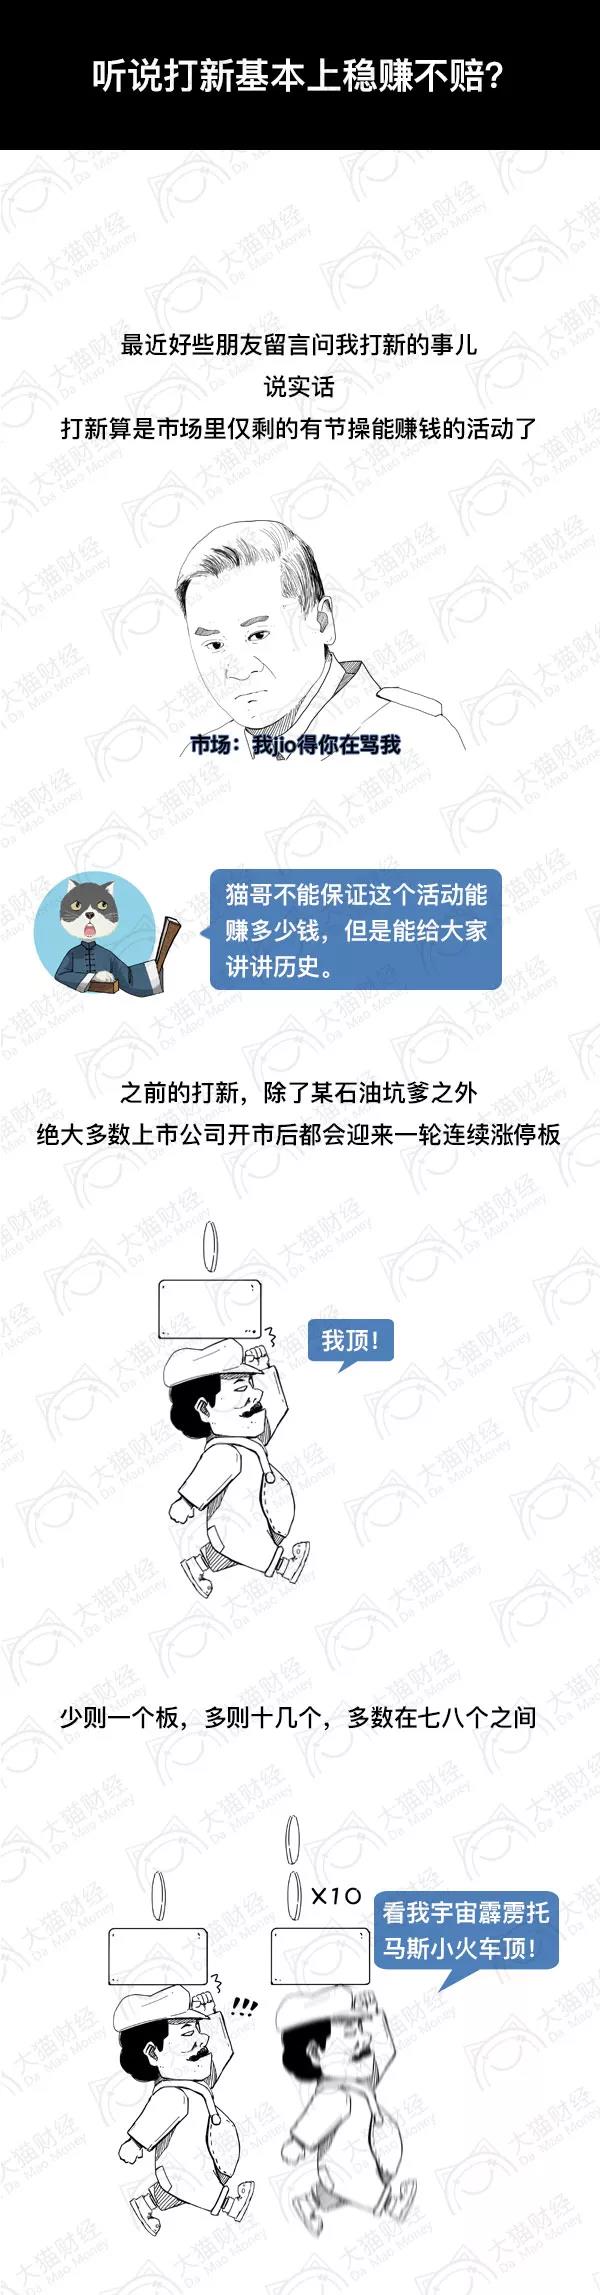 听说打新基本上稳赚不赔？
最近好些朋友留言问我打新的事儿
说实话
打新算是市场里仅剩的有节操能赚钱的活动了
市场：我jio得你在骂我
猫哥不能保证这个活动能
赚多少钱，但是能给大家
讲讲历史。
之前的打新，除了某石油坑爹之外
绝大多数上市公司开市后都会迎来一轮连续涨停板
我顶！
少则一个板，多则十几个，多数在七八个之间
X10
看我宇宙霹雳托
马斯小火车顶！
!!!
大猫财经
Da Mao Money